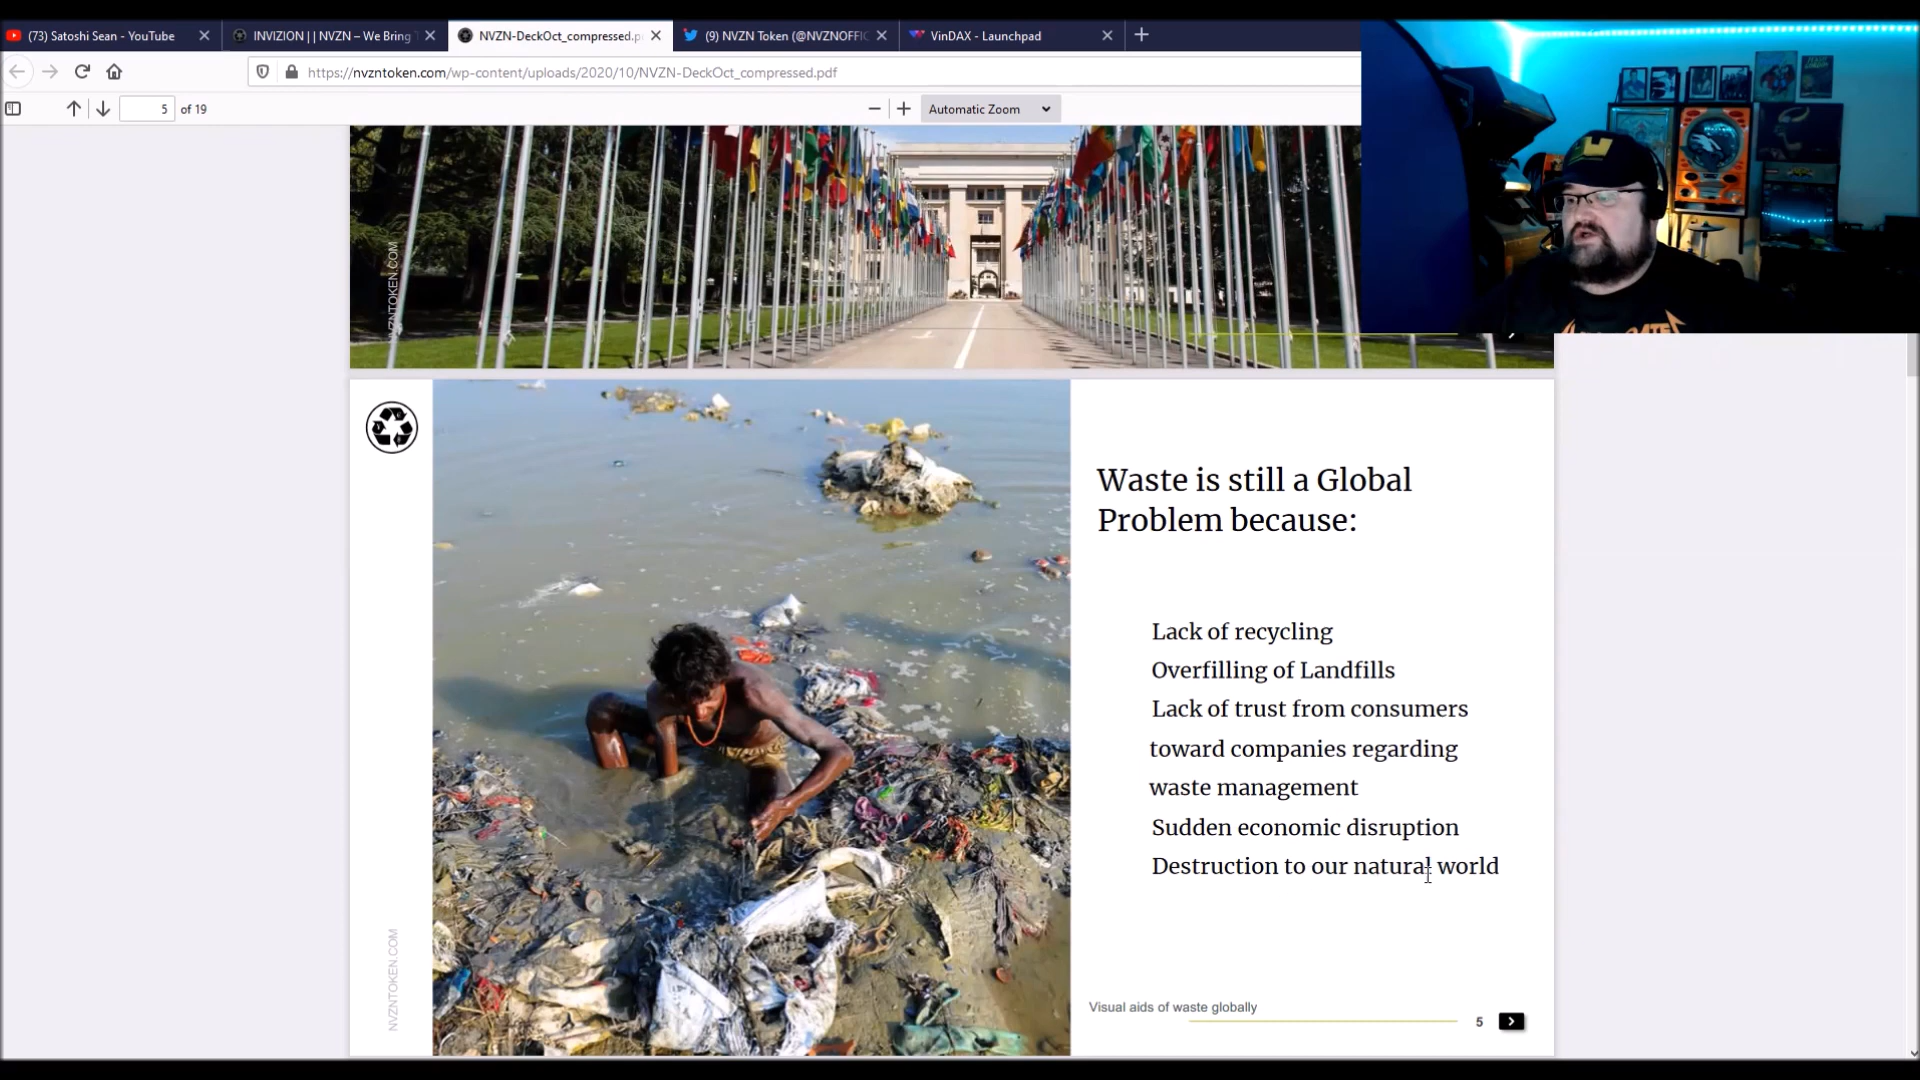 (73) Satoshi Sean - YouTube
INVIZION | | NVZN – We Bring
NVZN-DeckOct_compressed.p
(9) NVZN Token (@NVZNOFFIC
VinDAX - Launchpad
https://nvzntoken.com/wp-content/uploads/2020/10/NVZN-DeckOct_compressed.pdf
5 of 19
Automatic Zoom
NVZNTOKEN.COM
Waste is still a Global
Problem because:
Lack of recycling
Overfilling of Landfills
Lack of trust from consumers
toward companies regarding
waste management
Sudden economic disruption
Destruction to our natural world
NVZNTOKEN.COM
Visual aids of waste globally
5